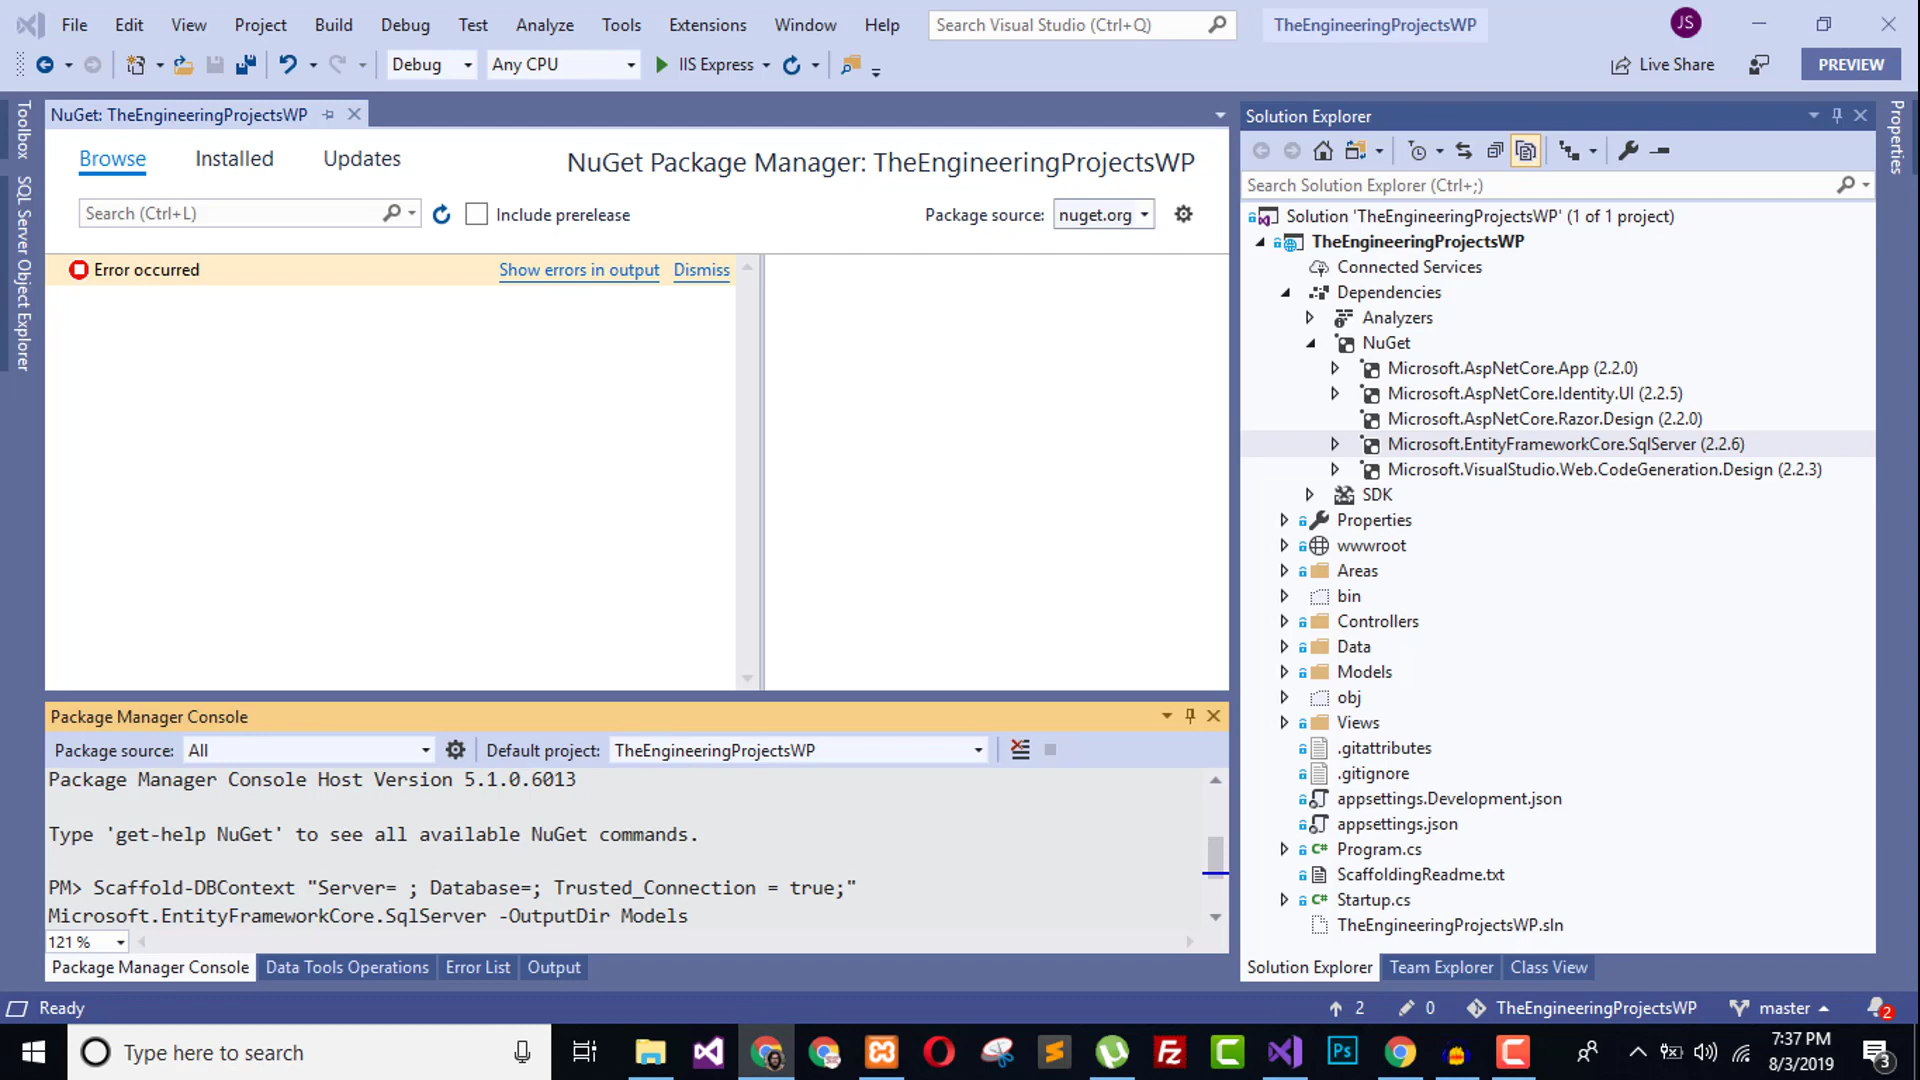 File Edit View Project Build Debug Test Tools Analyze Extensions Window Help Search Visual Studio (Ctrl+Q) TheEngineeringProjectsWP JS
Debug Any CPU IIS Express Live Share PREVIEW
Toolbox
SQL Server Object Explorer
NuGet: TheEngineeringProjectsWP
Browse Installed Updates NuGet Package Manager: TheEngineeringProjectsWP
Search (Ctrl+L) Include prerelease Package source: nuget.org
Error occurred Show errors in output Dismiss
Package Manager Console
Package source: All Default project: TheEngineeringProjectsWP
Package Manager Console Host Version 5.1.0.6013
Type 'get-help NuGet' to see all available NuGet commands.
PM> Scaffold-DBContext "Server= ; Database=; Trusted_Connection = true;"
Microsoft.EntityFrameworkCore.SqlServer -OutputDir Models
121 %
Package Manager Console Data Tools Operations Error List Output
Solution Explorer
Search Solution Explorer (Ctrl+;)
Solution 'TheEngineeringProjectsWP' (1 of 1 project)
TheEngineeringProjectsWP
Connected Services
Dependencies
Analyzers
NuGet
Microsoft.AspNetCore.App (2.2.0)
Microsoft.AspNetCore.Identity.UI (2.2.5)
Microsoft.AspNetCore.Razor.Design (2.2.0)
Microsoft.EntityFrameworkCore.SqlServer (2.2.6)
Microsoft.VisualStudio.Web.CodeGeneration.Design (2.2.3)
SDK
Properties
wwwroot
Areas
bin
Controllers
Data
Models
obj
Views
.gitattributes
.gitignore
appsettings.Development.json
appsettings.json
Program.cs
ScaffoldingReadme.txt
Startup.cs
TheEngineeringProjectsWP.sln
Solution Explorer Team Explorer Class View
Properties
Ready 2 0 TheEngineeringProjectsWP master 2
Type here to search 7:37 PM
8/3/2019 3